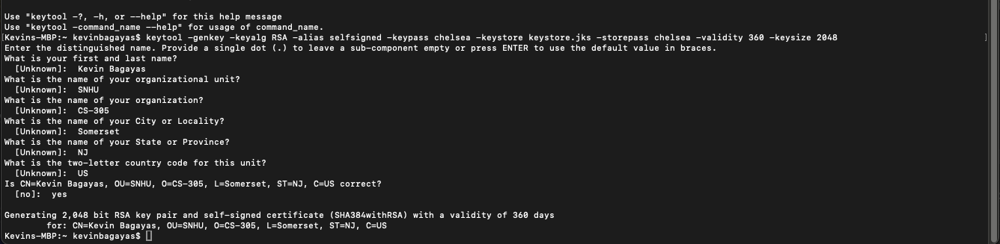 Use "keytool -?, -h, or --help" for this help message
Use "keytool -command_name --help" for usage of command_name.
[Kevins-MBP:~ kevinbagayas$ keytool -genkey -keyalg RSA -alias selfsigned -keypass chelsea -keystore keystore.jks -storepass chelsea -validity 360 -keysize 2048 ]
Enter the distinguished name. Provide a single dot (.) to leave a sub-component empty or press ENTER to use the default value in braces.
What is your first and last name?
  [Unknown]:  Kevin Bagayas
What is the name of your organizational unit?
  [Unknown]:  SNHU
What is the name of your organization?
  [Unknown]:  CS-305
What is the name of your City or Locality?
  [Unknown]:  Somerset
What is the name of your State or Province?
  [Unknown]:  NJ
What is the two-letter country code for this unit?
  [Unknown]:  US
Is CN=Kevin Bagayas, OU=SNHU, O=CS-305, L=Somerset, ST=NJ, C=US correct?
  [no]:  yes
Generating 2,048 bit RSA key pair and self-signed certificate (SHA384withRSA) with a validity of 360 days
        for: CN=Kevin Bagayas, OU=SNHU, O=CS-305, L=Somerset, ST=NJ, C=US
Kevins-MBP:~ kevinbagayas$